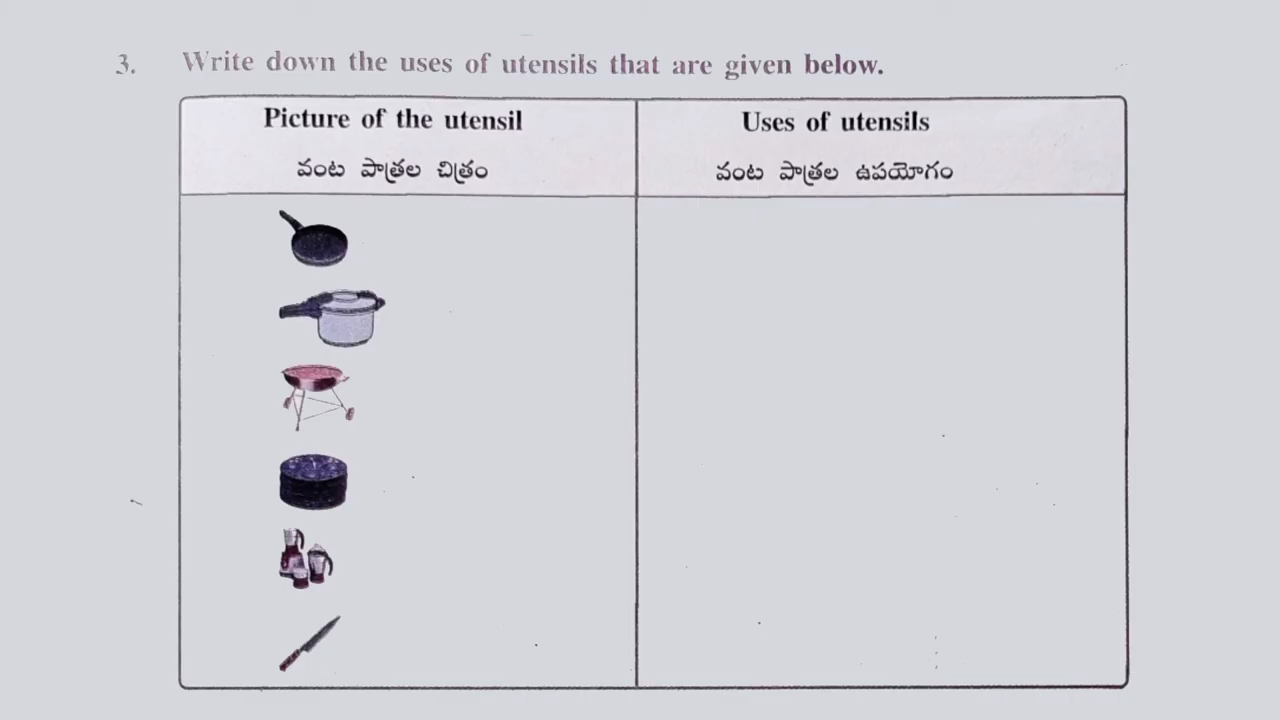 3. Write down the uses of utensils that are given below.
Picture of the utensil
వంట పాత్రల చిత్రం
Uses of utensils
వంట పాత్రల ఉపయోగం